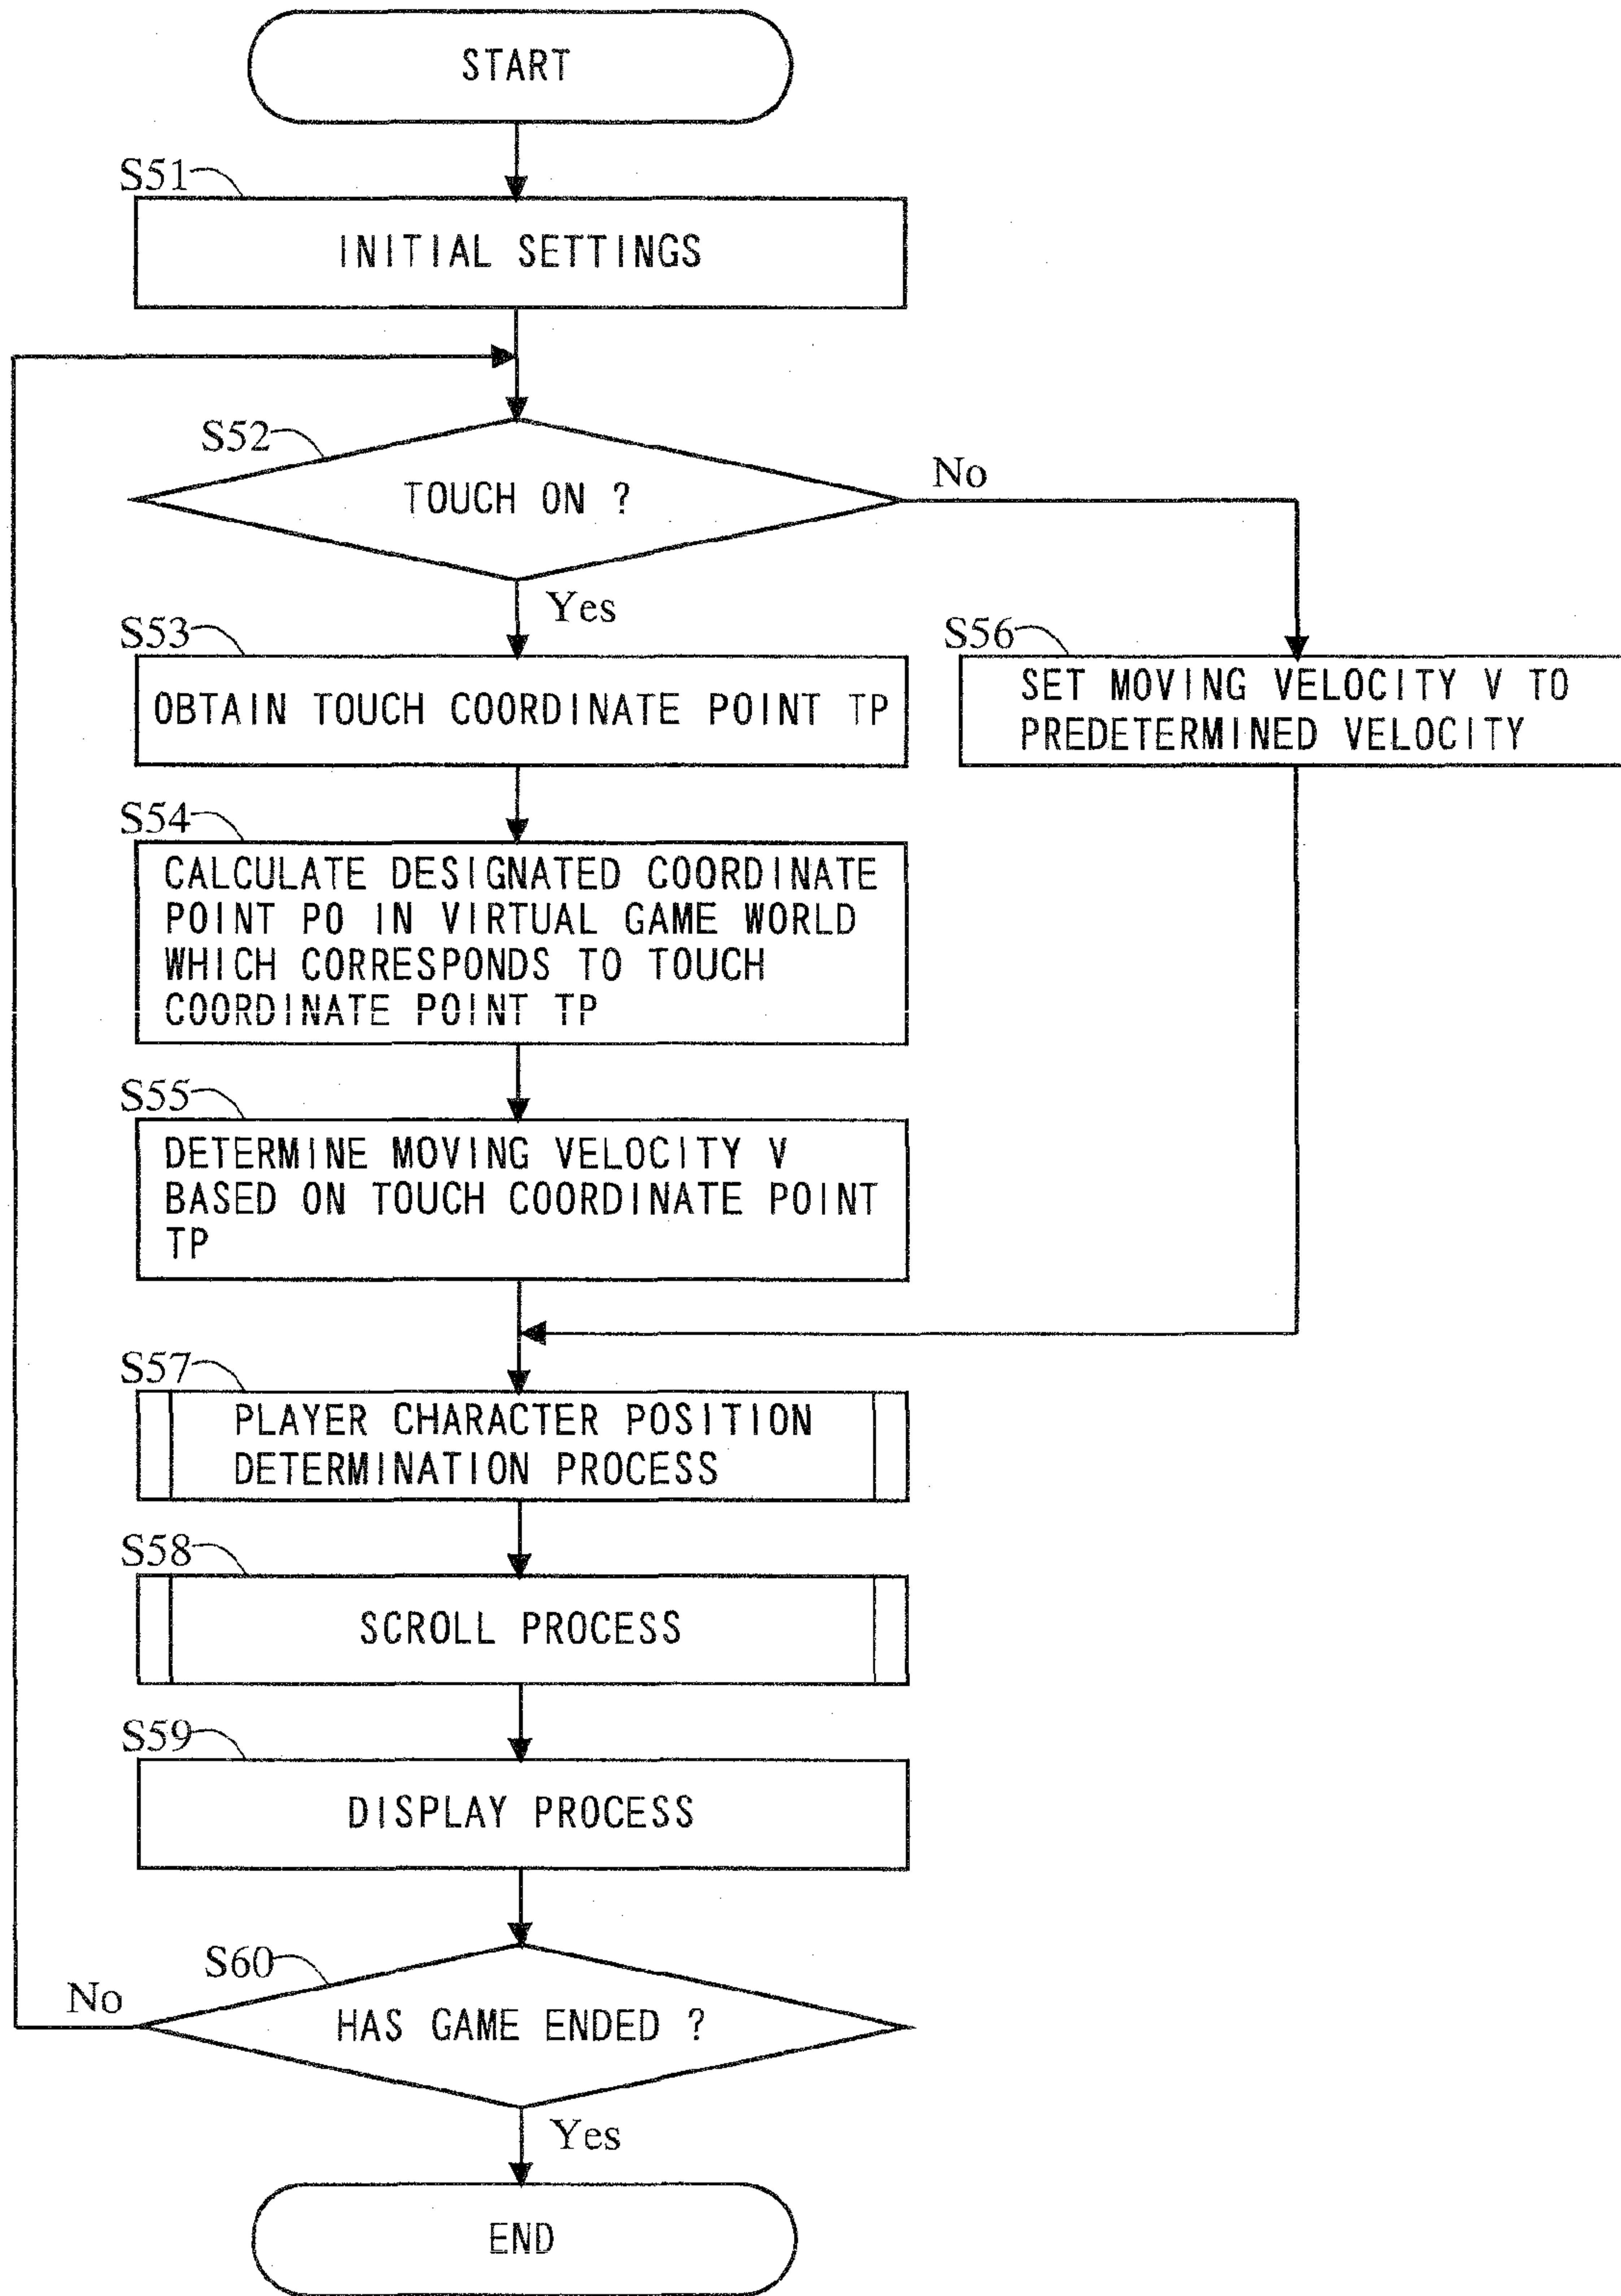 START
S51
INITIAL SETTINGS
S52
TOUCH ON ?
No
Yes
S53
OBTAIN TOUCH COORDINATE POINT TP
S56
SET MOVING VELOCITY V TO
PREDETERMINED VELOCITY
S54
CALCULATE DESIGNATED COORDINATE
POINT PO IN VIRTUAL GAME WORLD
WHICH CORRESPONDS TO TOUCH
COORDINATE POINT TP
S55
DETERMINE MOVING VELOCITY V
BASED ON TOUCH COORDINATE POINT
TP
S57
PLAYER CHARACTER POSITION
DETERMINATION PROCESS
S58
SCROLL PROCESS
S59
DISPLAY PROCESS
S60
No
HAS GAME ENDED ?
Yes
END